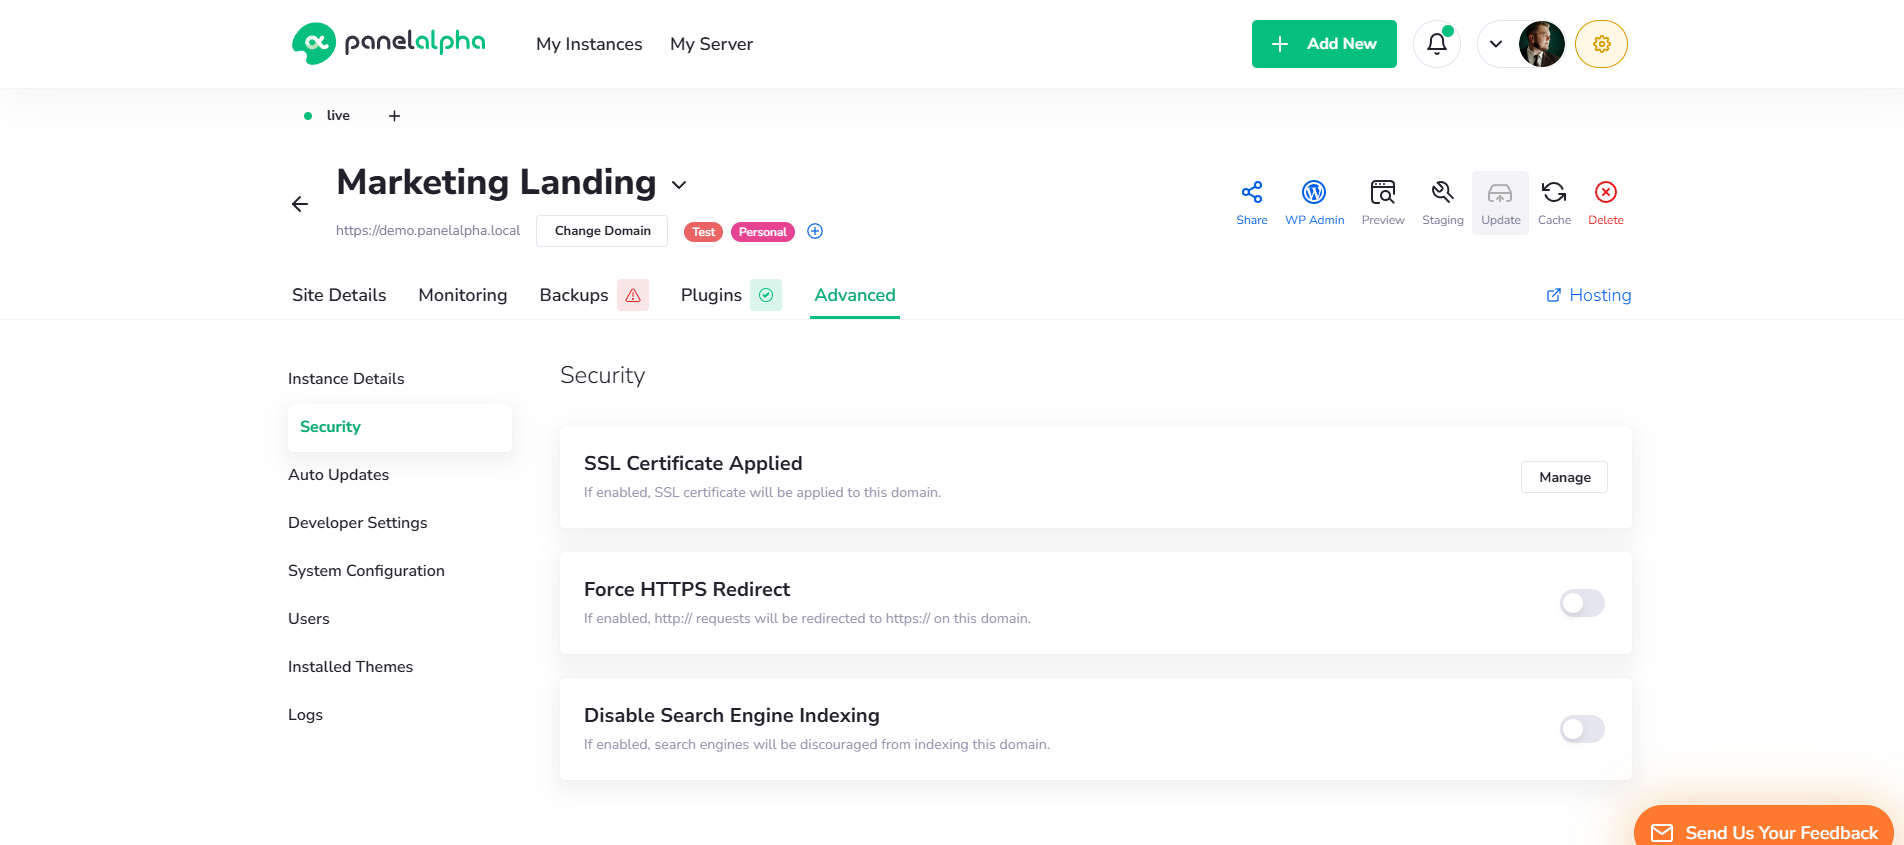 panelalpha
My Instances
My Server
Add New
live
Marketing Landing
https://demo.panelalpha.local
Change Domain
Test
Personal
Share
WP Admin
Preview
Staging
Update
Cache
Delete
Site Details
Monitoring
Backups
Plugins
Advanced
Hosting
Instance Details
Security
Auto Updates
Developer Settings
System Configuration
Users
Installed Themes
Logs
Security
SSL Certificate Applied
If enabled, SSL certificate will be applied to this domain.
Manage
Force HTTPS Redirect
If enabled, http:// requests will be redirected to https:// on this domain.
Disable Search Engine Indexing
If enabled, search engines will be discouraged from indexing this domain.
Send Us Your Feedback